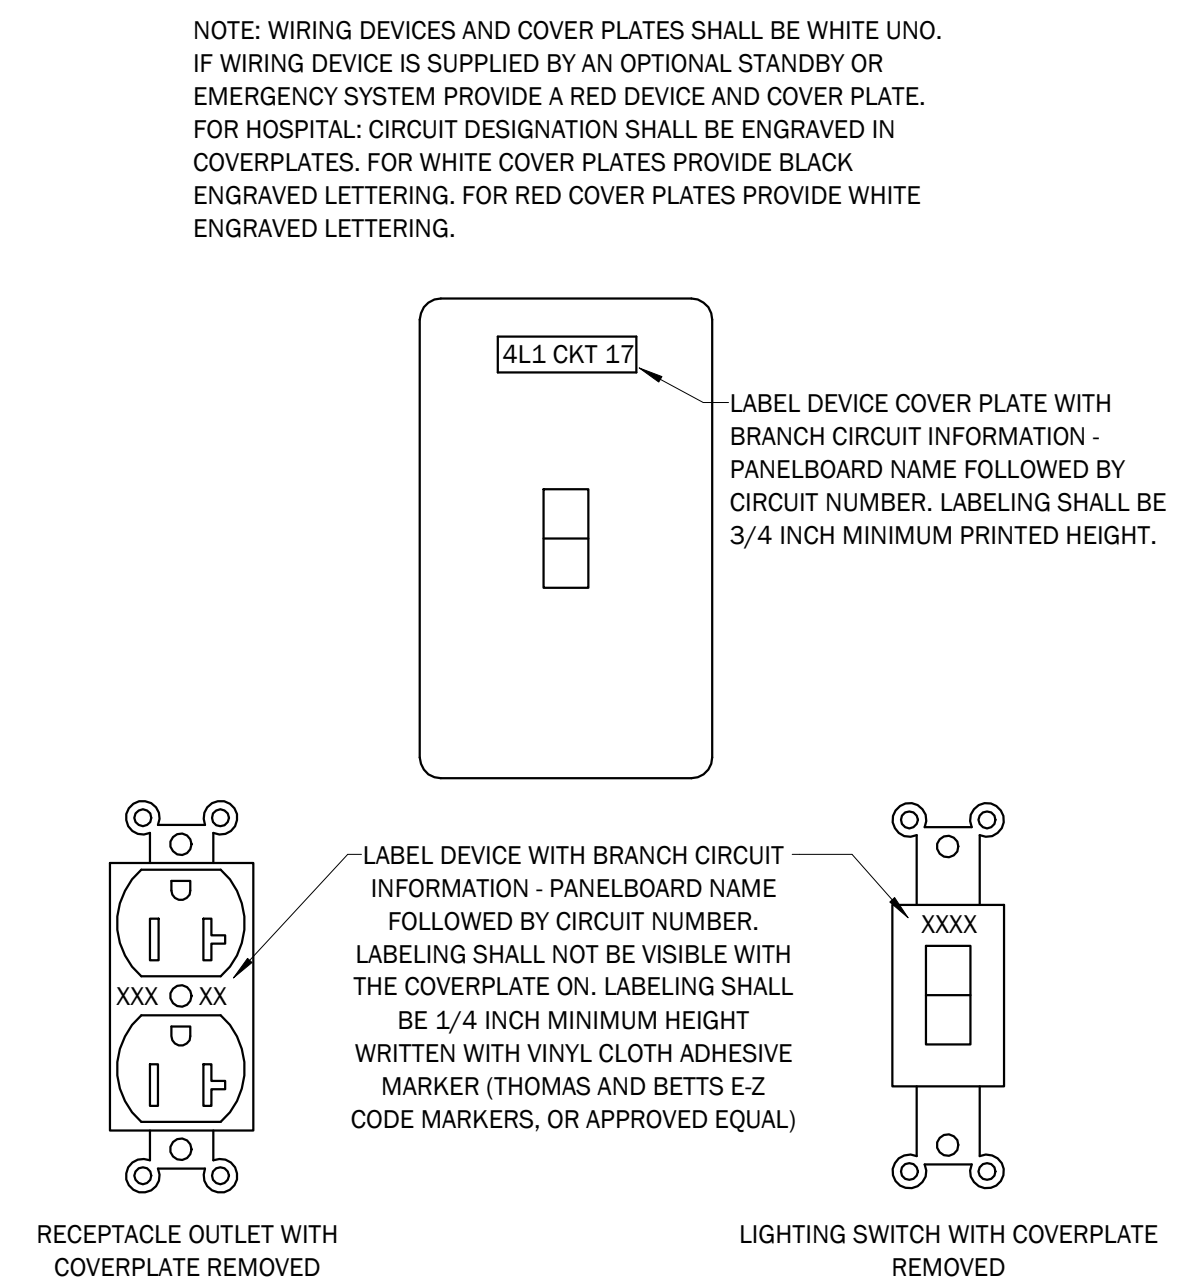 NOTE: WIRING DEVICES AND COVER PLATES SHALL BE WHITE UNO.
IF WIRING DEVICE IS SUPPLIED BY AN OPTIONAL STANDBY OR
EMERGENCY SYSTEM PROVIDE A RED DEVICE AND COVER PLATE.
FOR HOSPITAL: CIRCUIT DESIGNATION SHALL BE ENGRAVED IN
COVERPLATES. FOR WHITE COVER PLATES PROVIDE BLACK
ENGRAVED LETTERING. FOR RED COVER PLATES PROVIDE WHITE
ENGRAVED LETTERING.
4L1 CKT 17
LABEL DEVICE COVER PLATE WITH
BRANCH CIRCUIT INFORMATION -
PANELBOARD NAME FOLLOWED BY
CIRCUIT NUMBER. LABELING SHALL BE
3/4 INCH MINIMUM PRINTED HEIGHT.
LABEL DEVICE WITH BRANCH CIRCUIT
INFORMATION - PANELBOARD NAME
FOLLOWED BY CIRCUIT NUMBER.
LABELING SHALL NOT BE VISIBLE WITH
THE COVERPLATE ON. LABELING SHALL
BE 1/4 INCH MINIMUM HEIGHT
WRITTEN WITH VINYL CLOTH ADHESIVE
MARKER (THOMAS AND BETTS E-Z
CODE MARKERS, OR APPROVED EQUAL)
XXX XX
XXXX
RECEPTACLE OUTLET WITH
COVERPLATE REMOVED
LIGHTING SWITCH WITH COVERPLATE
REMOVED